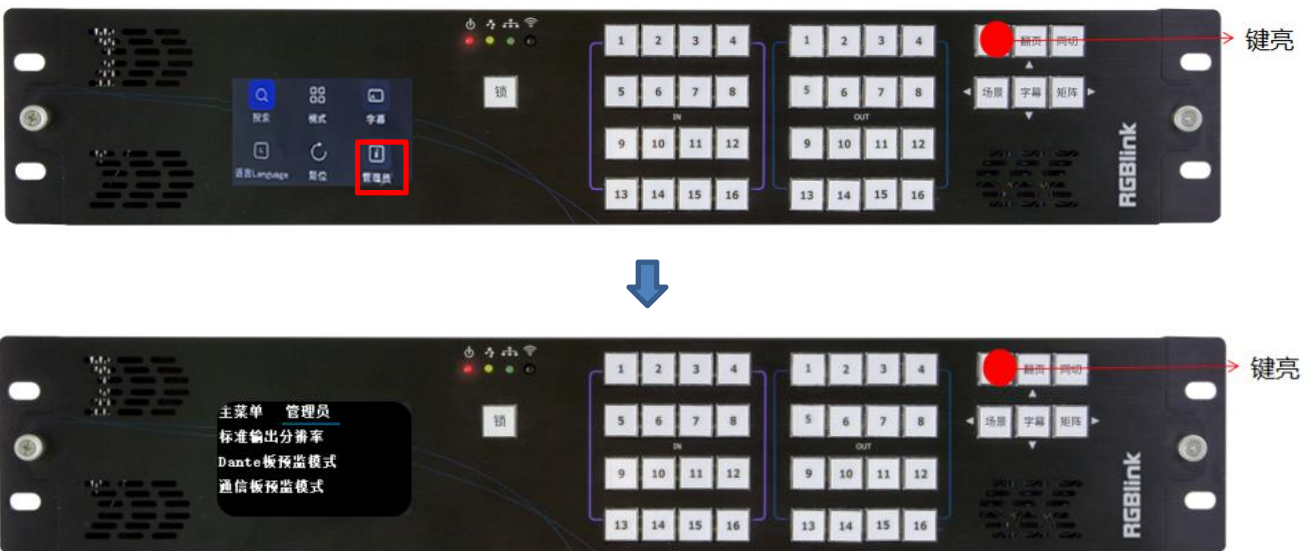 1 2 3 4
1 2 3 4
翻页 同切
键亮
搜索 模式 字幕
锁
5 6 7 8
5 6 7 8
场景 字幕 矩阵
IN
OUT
语言Language 复位 管理员
9 10 11 12
9 10 11 12
13 14 15 16
13 14 15 16
RGBlink
1 2 3 4
1 2 3 4
翻页 同切
键亮
主菜单 管理员
标准输出分辨率
Dante板预监模式
通信板预监模式
锁
5 6 7 8
5 6 7 8
场景 字幕 矩阵
IN
OUT
9 10 11 12
9 10 11 12
13 14 15 16
13 14 15 16
RGBlink